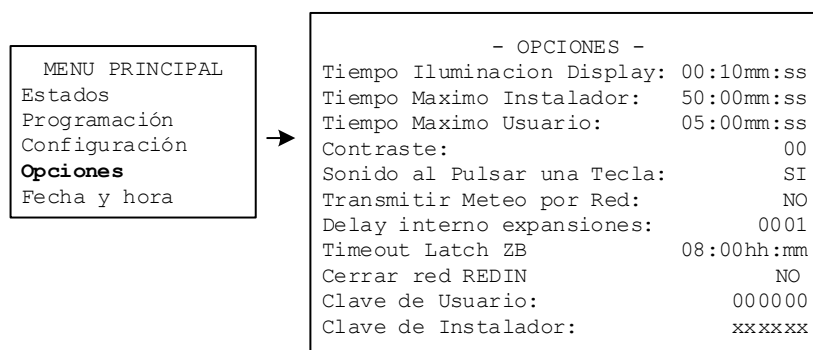 MENU PRINCIPAL
Estados
Programación
Configuración
Opciones
Fecha y hora
- OPCIONES -
Tiempo Iluminacion Display: 00:10mm:ss
Tiempo Maximo Instalador: 50:00mm:ss
Tiempo Maximo Usuario: 05:00mm:ss
Contraste: 00
Sonido al Pulsar una Tecla: SI
Transmitir Meteo por Red: NO
Delay interno expansiones: 0001
Timeout Latch ZB 08:00hh:mm
Cerrar red REDIN NO
Clave de Usuario: 000000
Clave de Instalador: xxxxxx